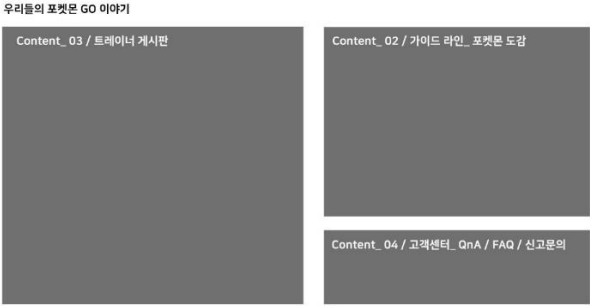 우리들의 포켓몬 GO 이야기
Content_ 03 / 트레이너 게시판
Content_ 02 / 가이드 라인_ 포켓몬 도감
Content_ 04 / 고객센터_ QnA / FAQ / 신고문의